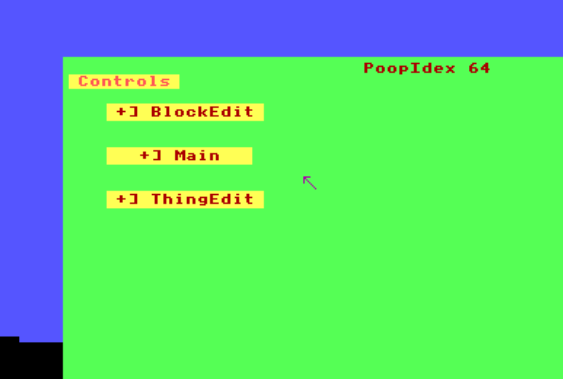 PoopIdex 64
Controls
+] BlockEdit
+] Main
+] ThingEdit